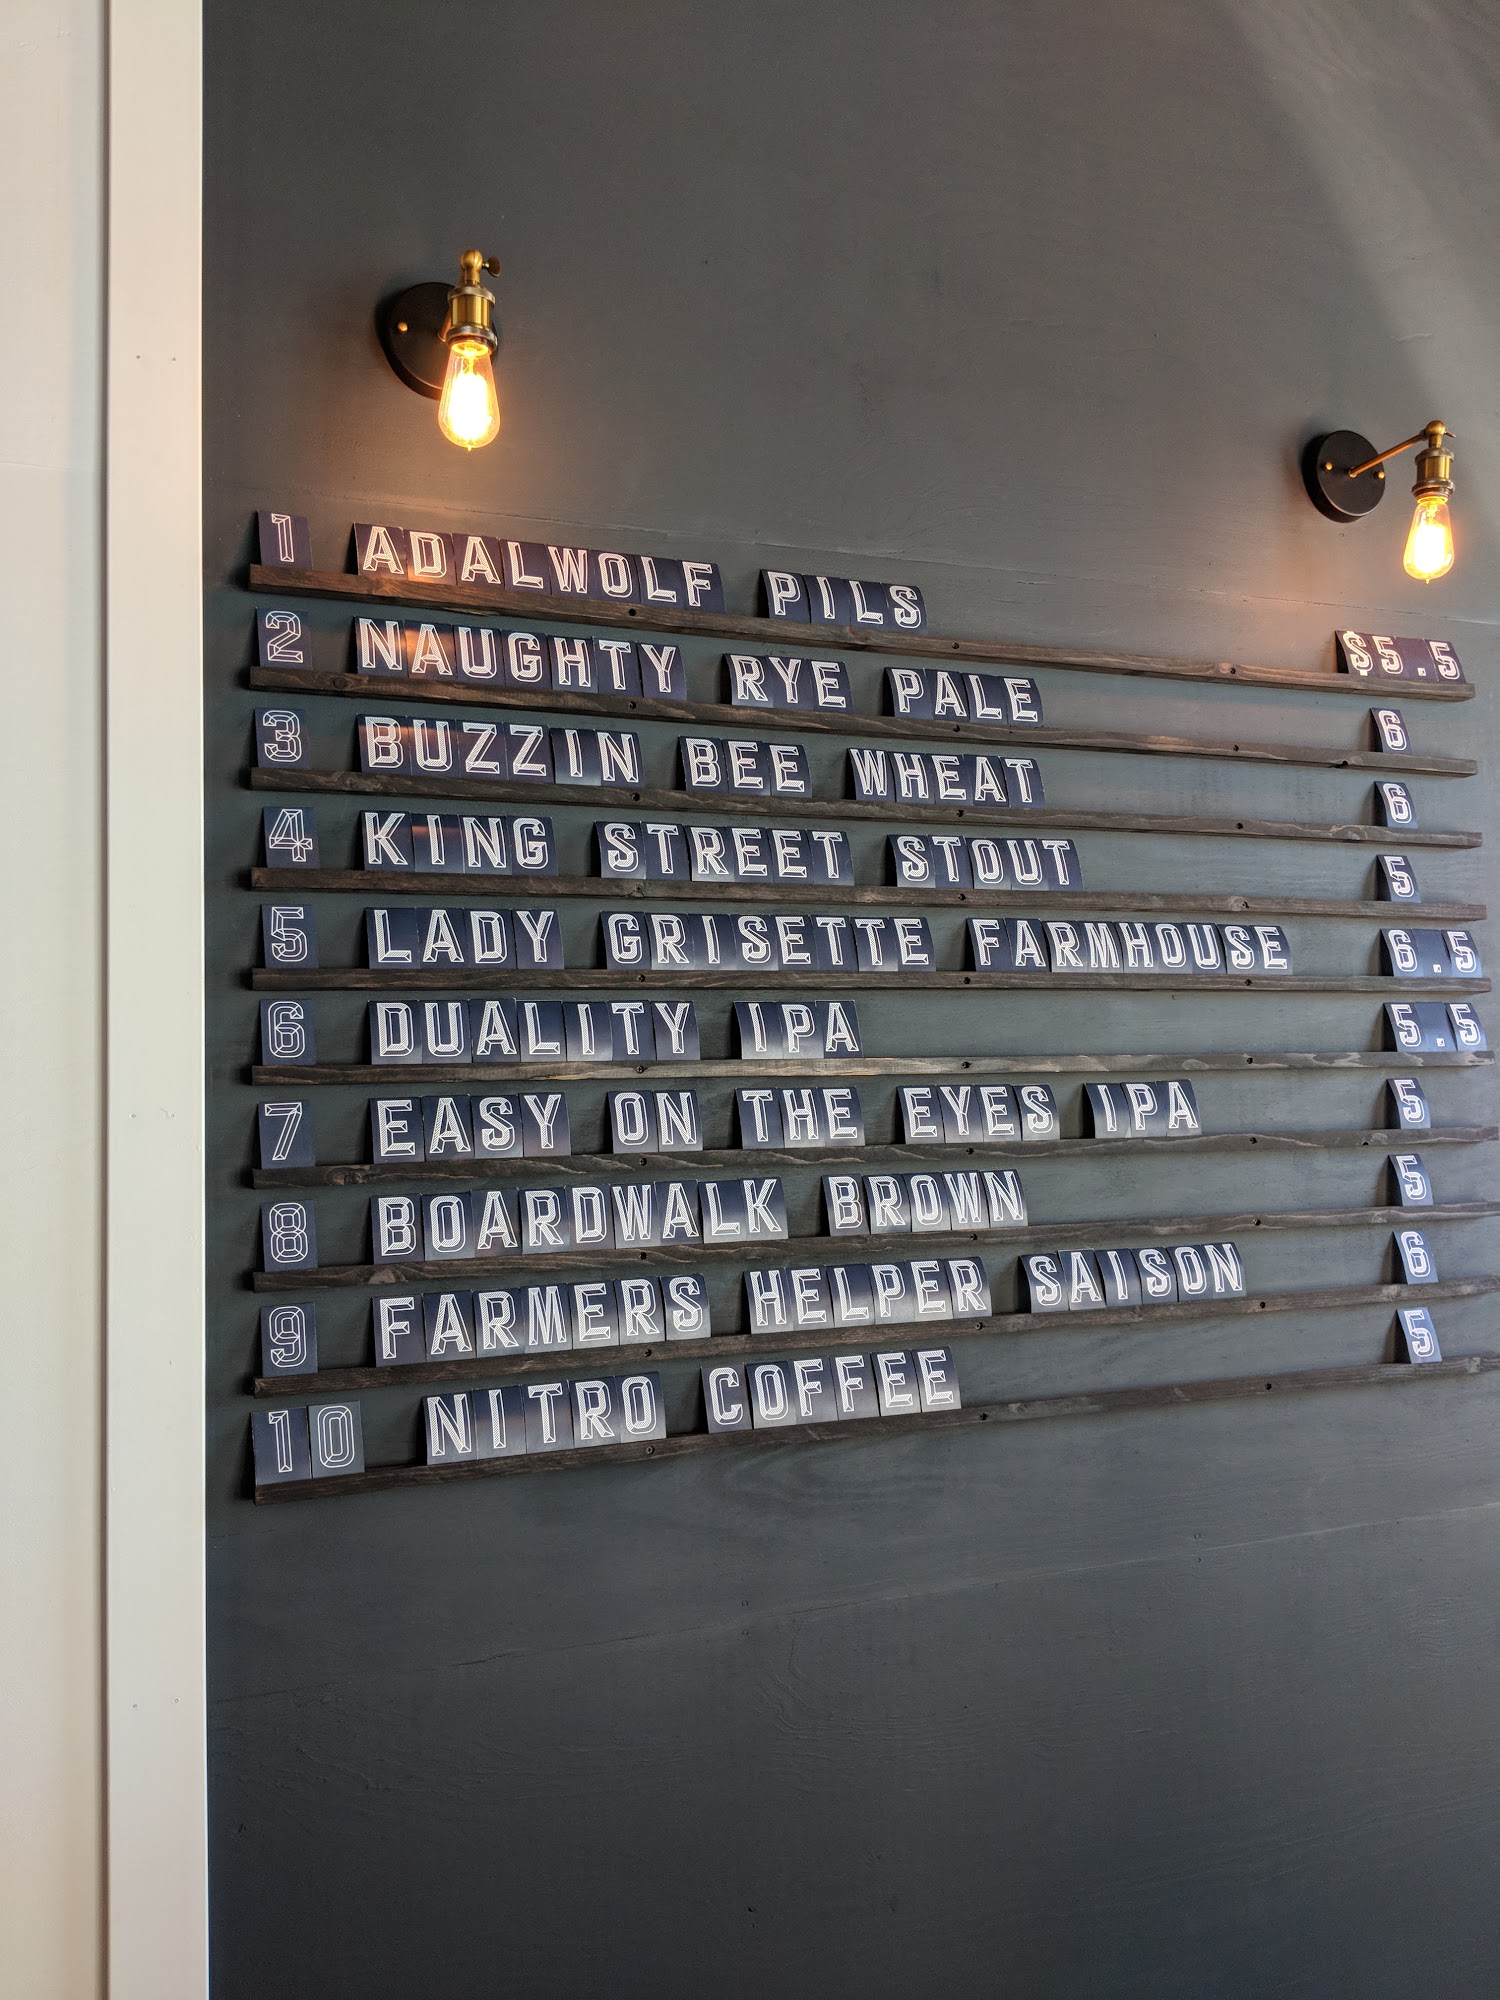 1 ADALWOLF PILS $5.5
2 NAUGHTY RYE PALE 6
3 BUZZIN BEE WHEAT 6
4 KING STREET STOUT 5
5 LADY GRISETTE FARMHOUSE 6.5
6 DUALITY IPA 5.5
7 EASY ON THE EYES IPA 5
8 BOARDWALK BROWN 5
9 FARMERS HELPER SAISON 6
10 NITRO COFFEE 5